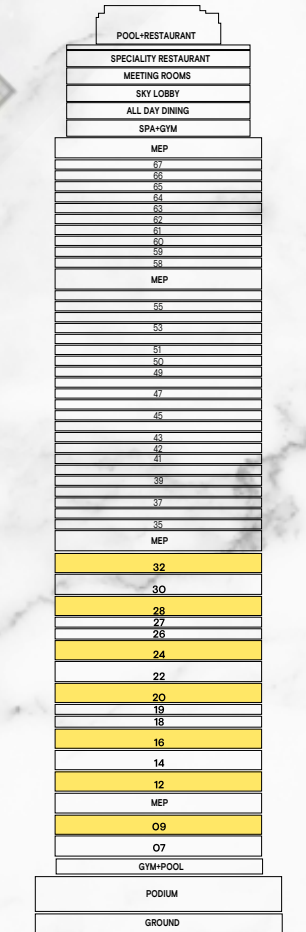 POOL+RESTAURANT
SPECIALITY RESTAURANT
MEETING ROOMS
SKY LOBBY
ALL DAY DINING
SPA+GYM
MEP
67
66
65
64
63
62
61
60
59
58
MEP
55
53
51
50
49
47
45
43
42
41
39
37
35
MEP
32
30
28
27
26
24
22
20
19
18
16
14
12
MEP
09
07
GYM+POOL
PODIUM
GROUND